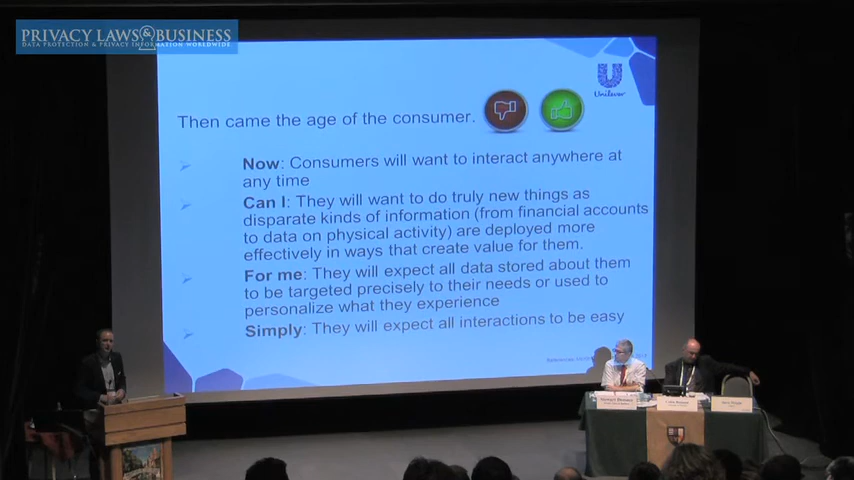 PRIVACY LAWS & BUSINESS
DATA PROTECTION & PRIVACY INFORMATION WORLDWIDE
Unilever
Then came the age of the consumer.
Now: Consumers will want to interact anywhere at
any time
Can I: They will want to do truly new things as
disparate kinds of information (from financial accounts
to data on physical activity) are deployed more
effectively in ways that create value for them.
For me: They will expect all data stored about them
to be targeted precisely to their needs or used to
personalize what they experience
Simply: They will expect all interactions to be easy